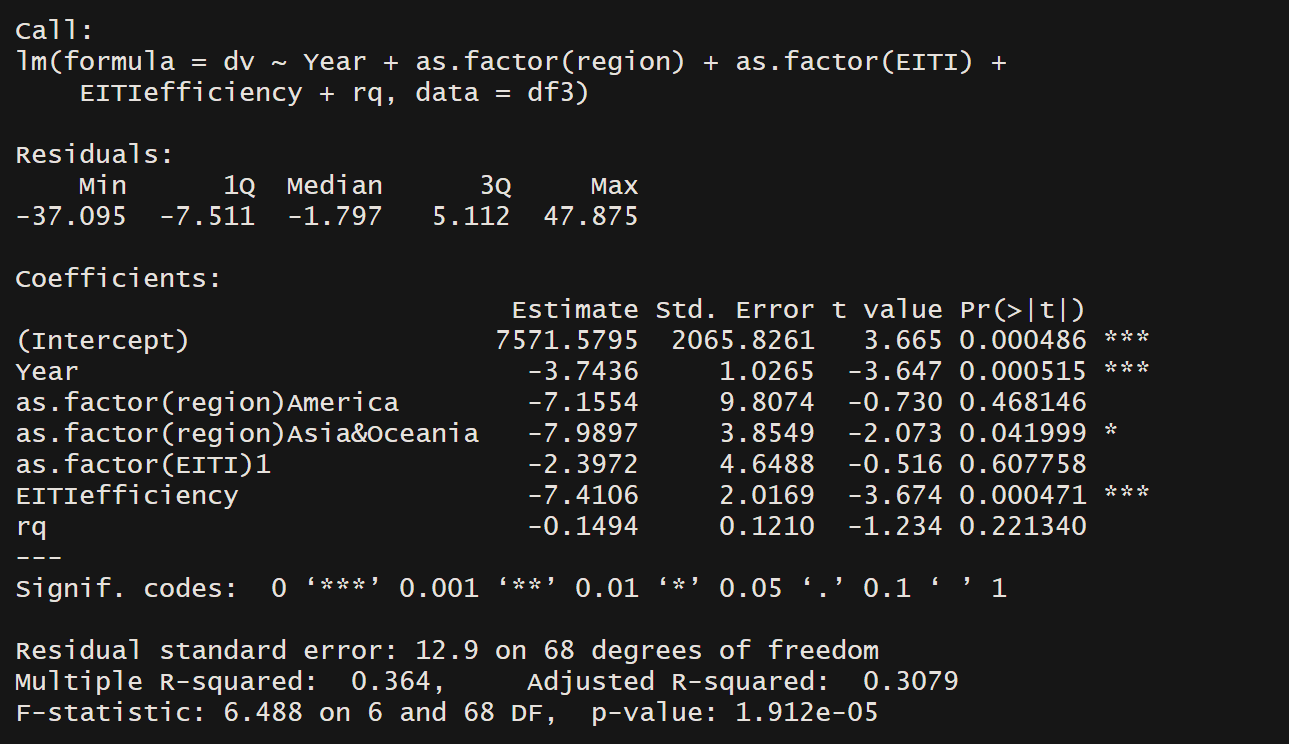 Call:
lm(formula = dv ~ Year + as.factor(region) + as.factor(EITI) +
    EITIefficiency + rq, data = df3)

Residuals:
    Min      1Q  Median      3Q     Max
-37.095  -7.511  -1.797   5.112  47.875

Coefficients:
                               Estimate Std. Error t value Pr(>|t|)
(Intercept)                   7571.5795  2065.8261   3.665 0.000486 ***
Year                            -3.7436     1.0265  -3.647 0.000515 ***
as.factor(region)America        -7.1554     9.8074  -0.730 0.468146
as.factor(region)Asia&Oceania   -7.9897     3.8549  -2.073 0.041999 *
as.factor(EITI)1                -2.3972     4.6488  -0.516 0.607758
EITIefficiency                  -7.4106     2.0169  -3.674 0.000471 ***
rq                              -0.1494     0.1210  -1.234 0.221340
---
Signif. codes:  0 ‘***’ 0.001 ‘**’ 0.01 ‘*’ 0.05 ‘.’ 0.1 ‘ ’ 1

Residual standard error: 12.9 on 68 degrees of freedom
Multiple R-squared:  0.364,     Adjusted R-squared:  0.3079
F-statistic: 6.488 on 6 and 68 DF,  p-value: 1.912e-05